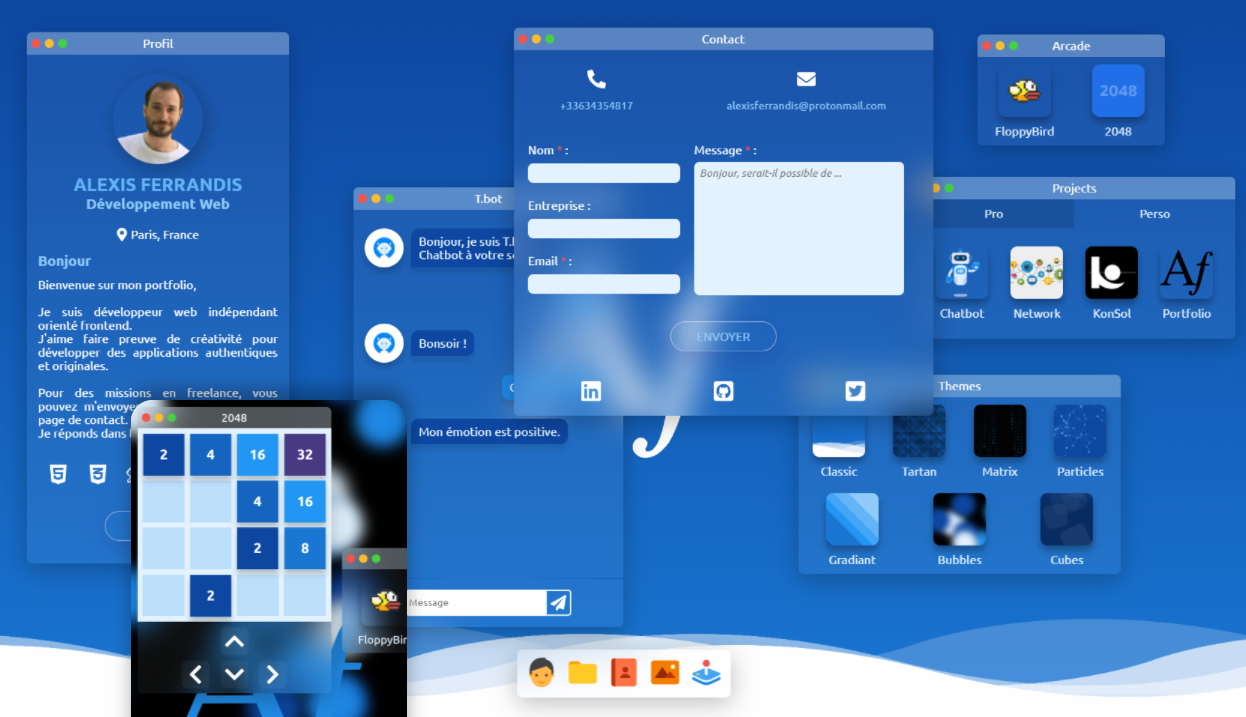 Profil
ALEXIS FERRANDIS
Développement Web
Paris, France
Bonjour
Bienvenue sur mon portfolio,
Je suis développeur web indépendant
orienté frontend.
J'aime faire preuve de créativité pour
développer des applications authentiques
et originales.
Pour des missions en freelance, vous
pouvez m'envoye
page de contact.
Je réponds dans
2048
2 4 16 32
4 16
2 8
2
FloppyBir
T.bot
Bonjour, je suis T.
Chatbot à votre s
Bonsoir !
Mon émotion est positive.
Message
Contact
+33634354817
alexisferrandis@protonmail.com
Nom * :
Entreprise :
Email * :
Message * :
Bonjour, serait-il possible de ...
ENVOYER
in
Arcade
2048
FloppyBird
2048
Projects
Pro
Perso
Af
Chatbot
Network
KonSol
Portfolio
Themes
Classic
Tartan
Matrix
Particles
Gradiant
Bubbles
Cubes